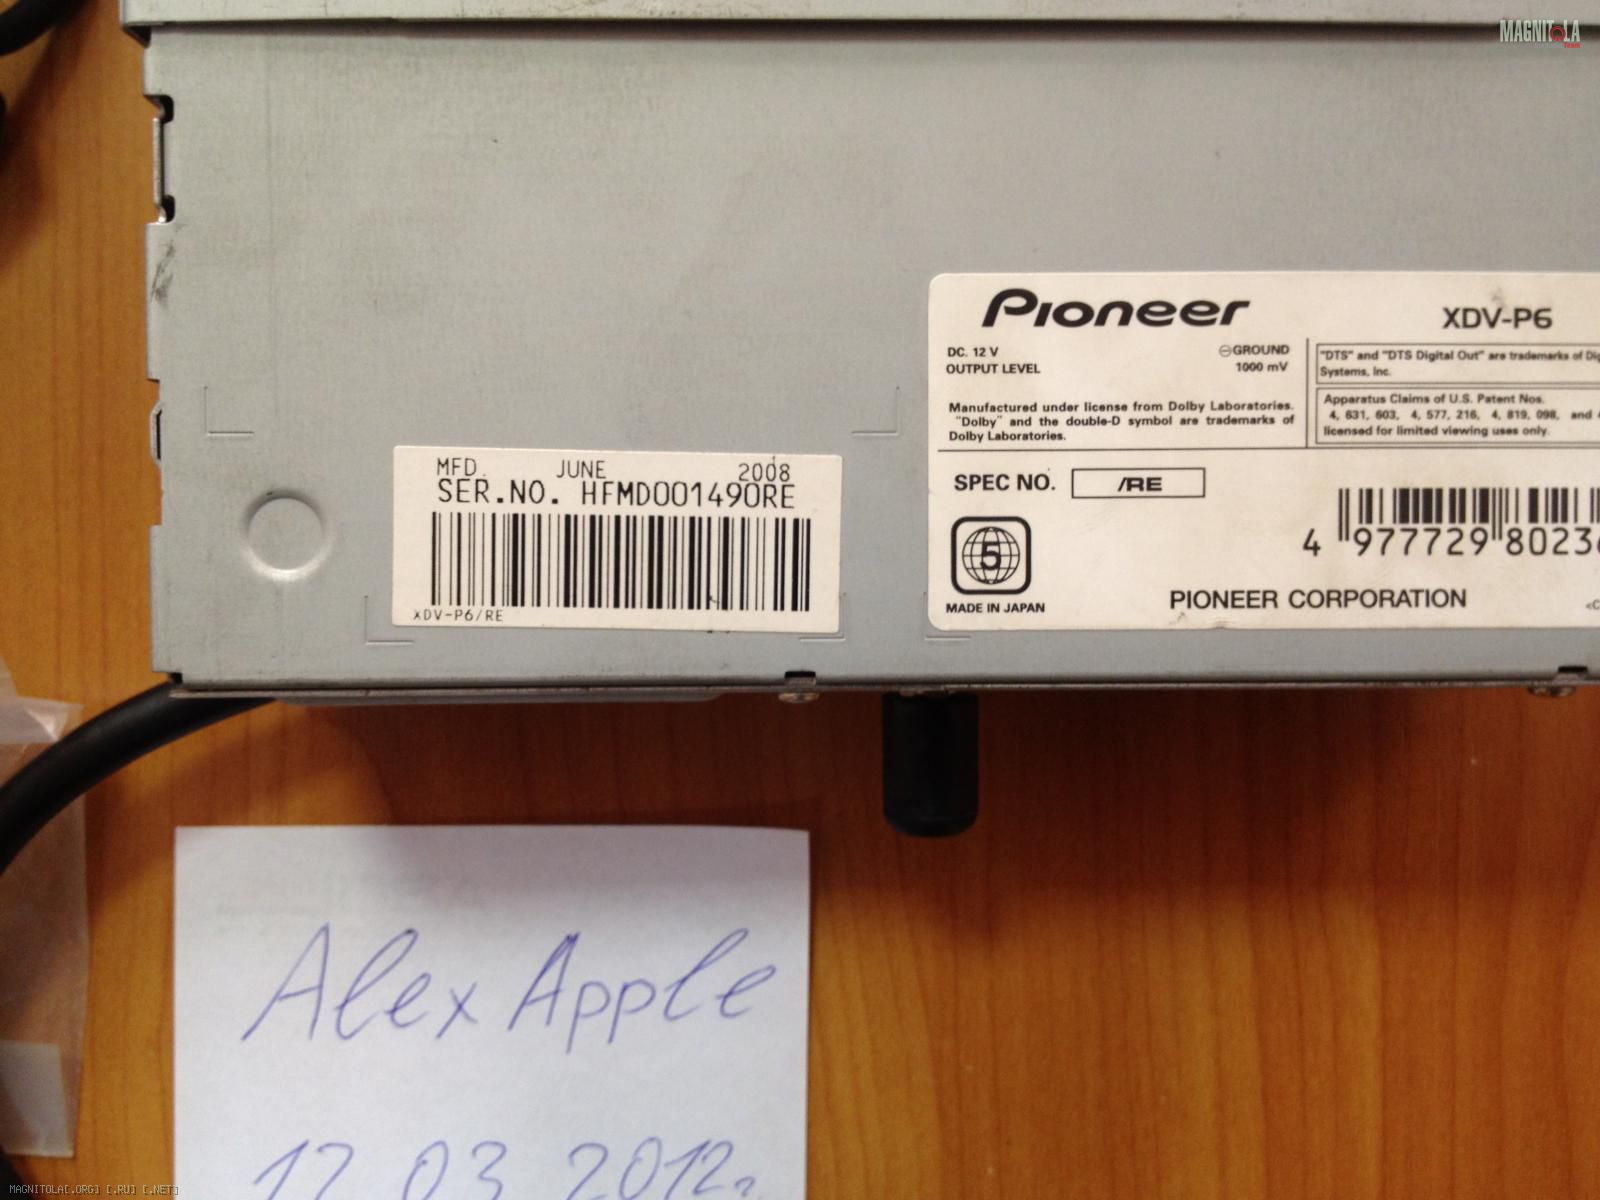 MAGNITOLA
Team
Pioneer
XDV-P6
DC. 12 V
⊖GROUND
OUTPUT LEVEL
1000 mV
"DTS" and "DTS Digital Out" are trademarks of
Systems, Inc.
Manufactured under license from Dolby Laboratories.
"Dolby" and the double-D symbol are trademarks of
Dolby Laboratories.
Apparatus Claims of U.S. Patent Nos.
4, 631, 603, 4, 577, 216, 4, 819, 098, and
licensed for limited viewing uses only.
MFD. JUNE 2008
SER.NO. HFMD001490RE
XDV-P6/RE
SPEC NO. /RE
5
MADE IN JAPAN
4 977729 8023
PIONEER CORPORATION
Alex Apple
12 03 2012г.
MAGNITOLA[.ORG] [.RU] [.NET]